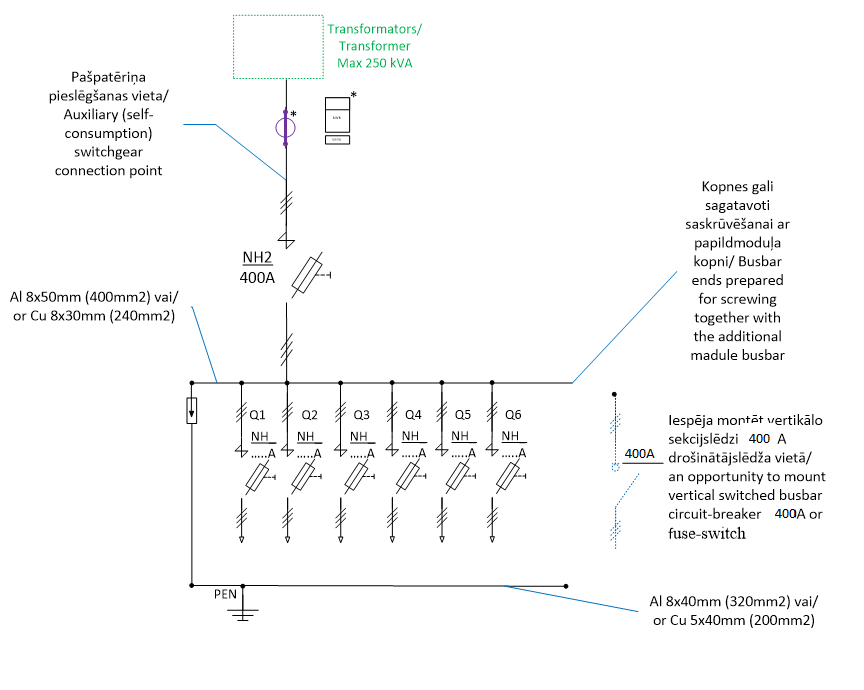 Transformators/
Transformer
Max 250 kVA
Pašpatēriņa
pieslēgšanas vieta/
Auxiliary (self-
consumption)
switchgear
connection point
*
*
Kopnes gali
sagatavoti
saskrūvēšanai ar
papildmoduļa
kopni/ Busbar
ends prepared
for screwing
together with
the additional
madule busbar
NH2
400A
Al 8x50mm (400mm2) vai/
or Cu 8x30mm (240mm2)
Q1 Q2 Q3 Q4 Q5 Q6
NH NH NH NH NH NH
.....A .....A .....A .....A .....A .....A
400A
Iespēja montēt vertikālo
sekcijslēdzi 400 A
drošinātājslēdža vietā/
an opportunity to mount
vertical switched busbar
circuit-breaker 400A or
fuse-switch
PEN
Al 8x40mm (320mm2) vai/
or Cu 5x40mm (200mm2)